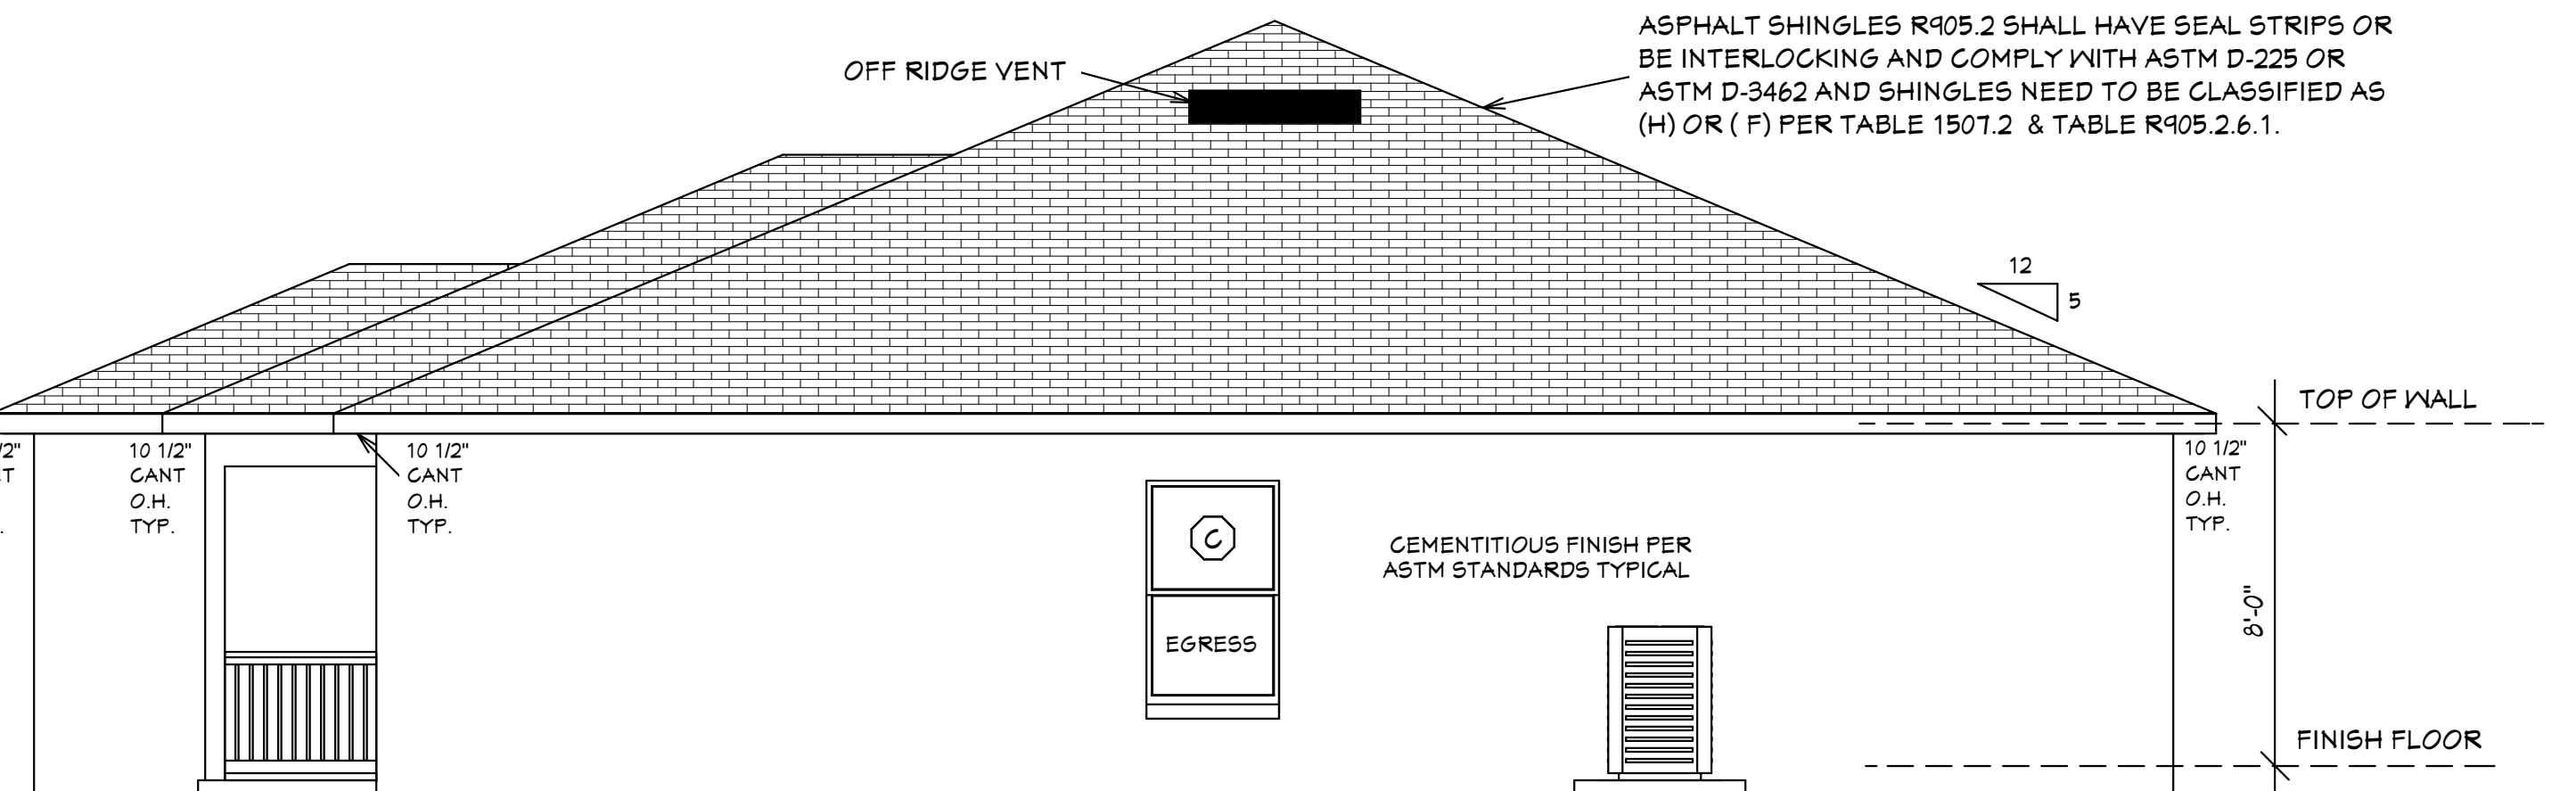 ASPHALT SHINGLES R905.2 SHALL HAVE SEAL STRIPS OR
BE INTERLOCKING AND COMPLY WITH ASTM D-225 OR
ASTM D-3462 AND SHINGLES NEED TO BE CLASSIFIED AS
(H) OR ( F) PER TABLE 1507.2 & TABLE R905.2.6.1.
OFF RIDGE VENT
12
5
TOP OF WALL
/2"
T
.
10 1/2"
CANT
O.H.
TYP.
10 1/2"
CANT
O.H.
TYP.
C
EGRESS
CEMENTITIOUS FINISH PER
ASTM STANDARDS TYPICAL
10 1/2"
CANT
O.H.
TYP.
8'-0"
FINISH FLOOR